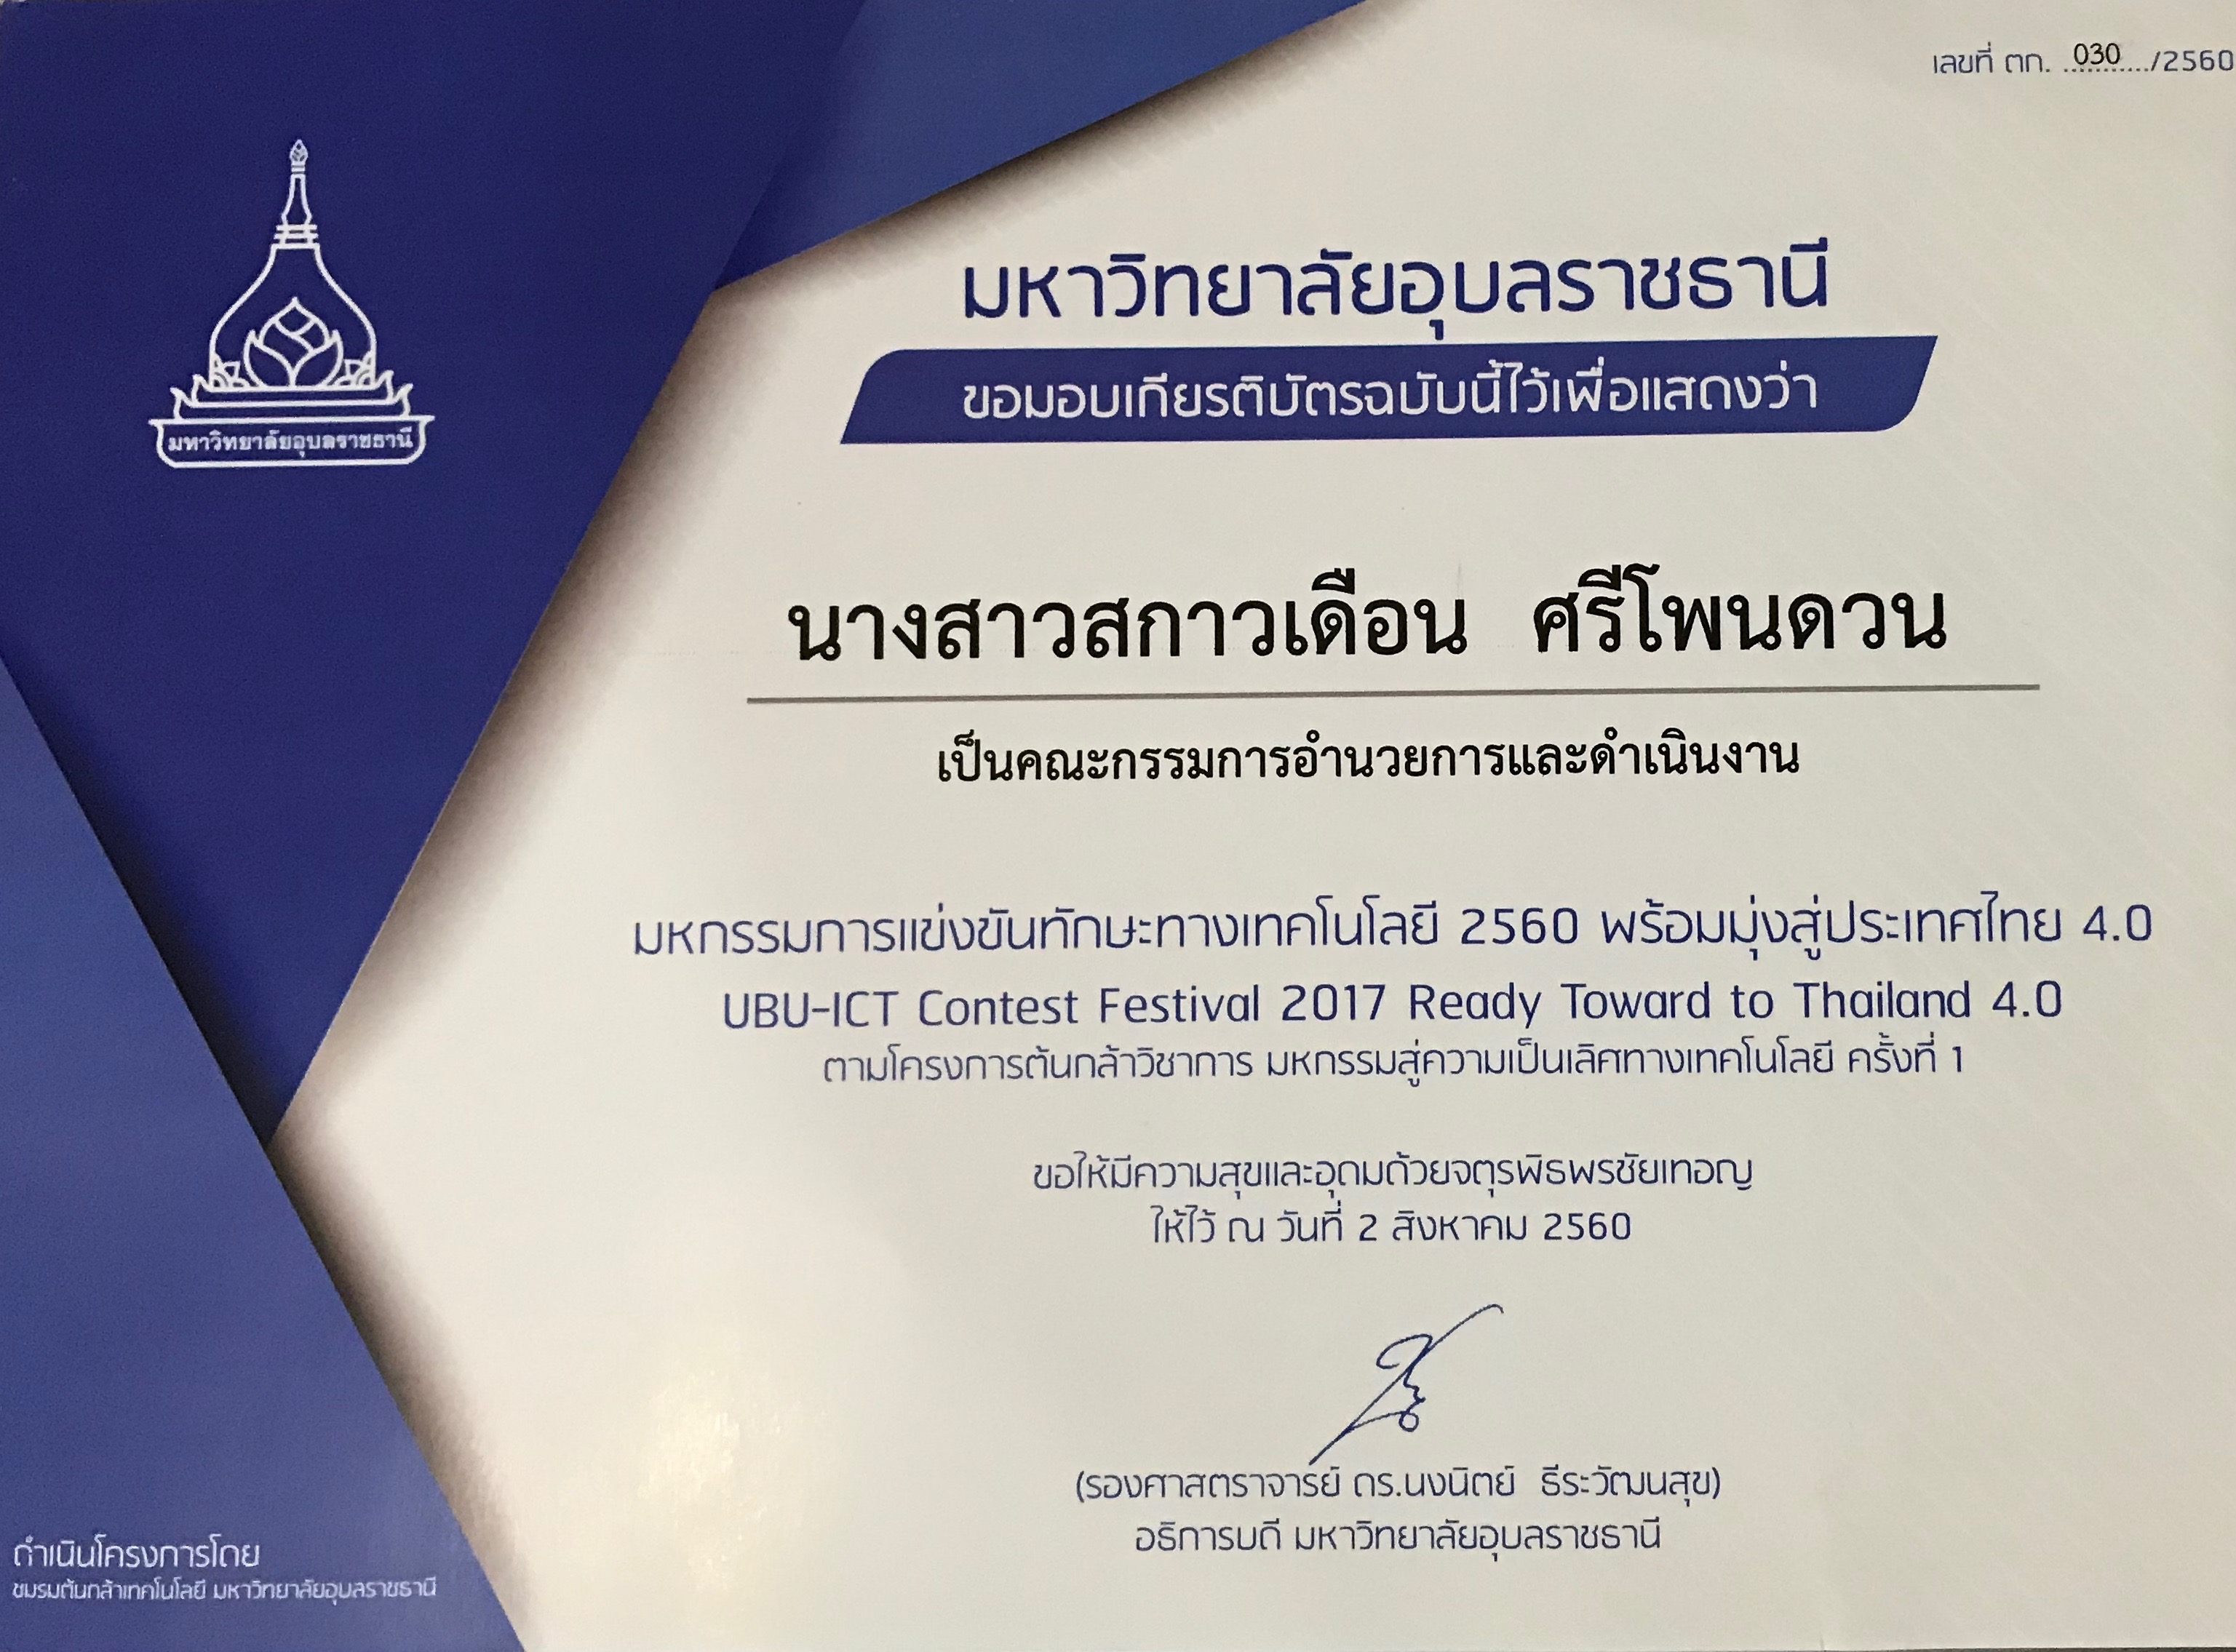 เลขที่ ตก. 030 /2560
มหาวิทยาลัยอุบลราชธานี
มหาวิทยาลัยอุบลราชธานี
ขอมอบเกียรติบัตรฉบับนี้ไว้เพื่อแสดงว่า
นางสาวสกาวเดือน ศรีโพนดวน
เป็นคณะกรรมการอำนวยการและดำเนินงาน
มหกรรมการแข่งขันทักษะทางเทคโนโลยี 2560 พร้อมมุ่งสู่ประเทศไทย 4.0
UBU-ICT Contest Festival 2017 Ready Toward to Thailand 4.0
ตามโครงการต้นกล้าวิชาการ มหกรรมสู่ความเป็นเลิศทางเทคโนโลยี ครั้งที่ 1
ขอให้มีความสุขและอุดมด้วยจตุรพิธพรชัยเทอญ
ให้ไว้ ณ วันที่ 2 สิงหาคม 2560
(รองศาสตราจารย์ ดร.นงนิตย์ ธีระวัฒนสุข)
อธิการบดี มหาวิทยาลัยอุบลราชธานี
ดำเนินโครงการโดย
ชมรมต้นกล้าเทคโนโลยี มหาวิทยาลัยอุบลราชธานี